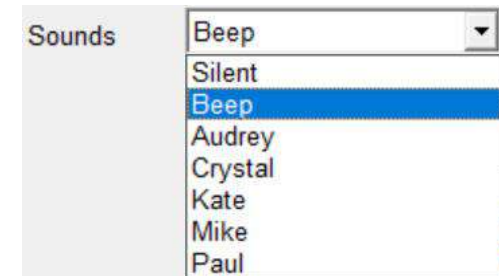 Sounds Beep
Silent
Beep
Audrey
Crystal
Kate
Mike
Paul